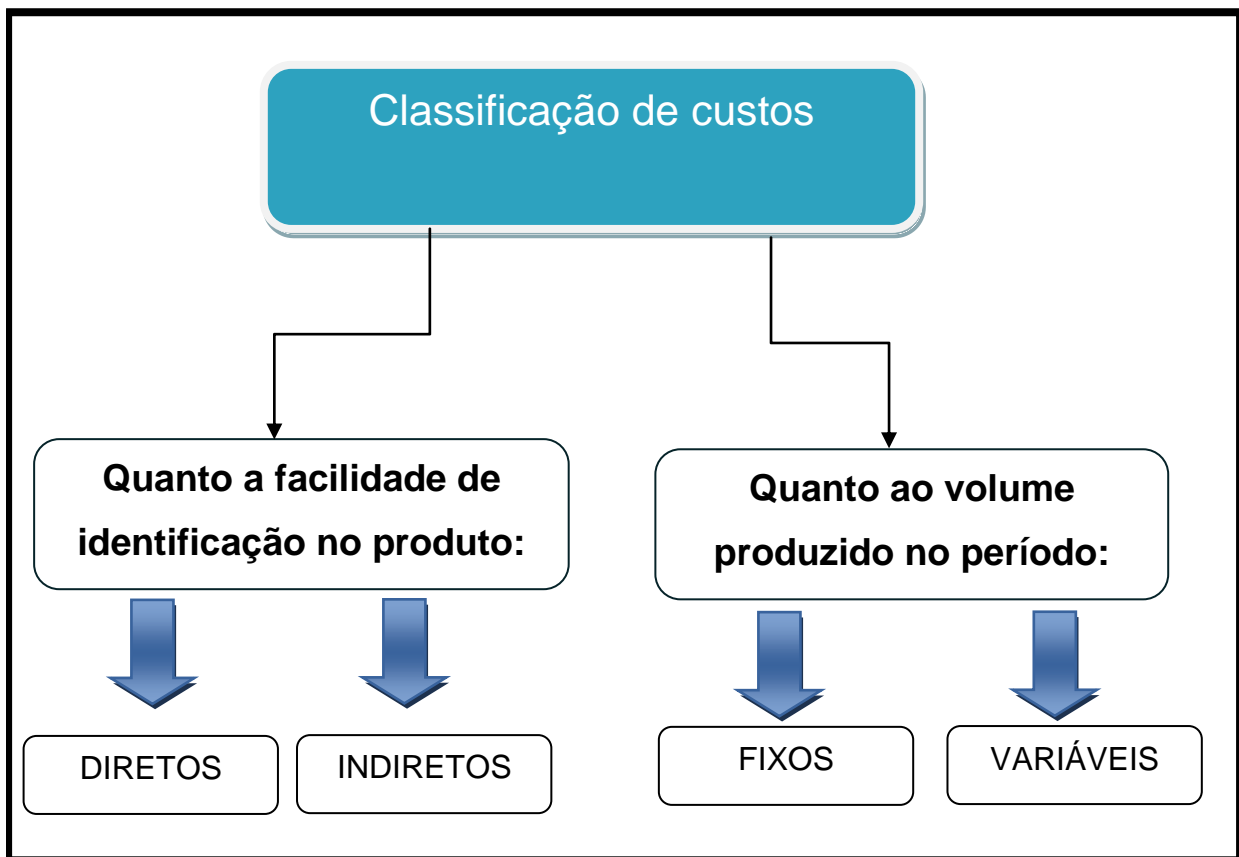 Classificação de custos
Quanto a facilidade de
identificação no produto:
Quanto ao volume
produzido no período:
DIRETOS
INDIRETOS
FIXOS
VARIÁVEIS